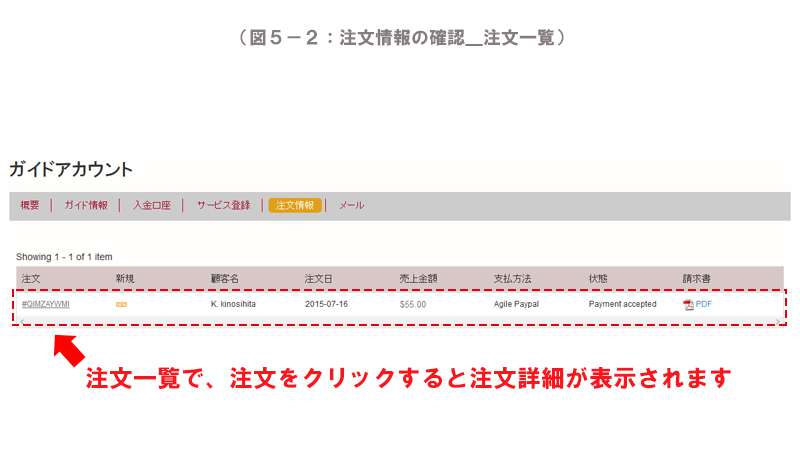 （図５－２：注文情報の確認__注文一覧）
ガイドアカウント
概要 | ガイド情報 | 入金口座 | サービス登録 | 注文情報 | メール
Showing 1 - 1 of 1 item
注文 新規 顧客名 注文日 売上金額 支払方法 状態 請求書
#QIMZAYWMI K. kinosihita 2015-07-16 $55.00 Agile Paypal Payment accepted PDF
注文一覧で、注文をクリックすると注文詳細が表示されます